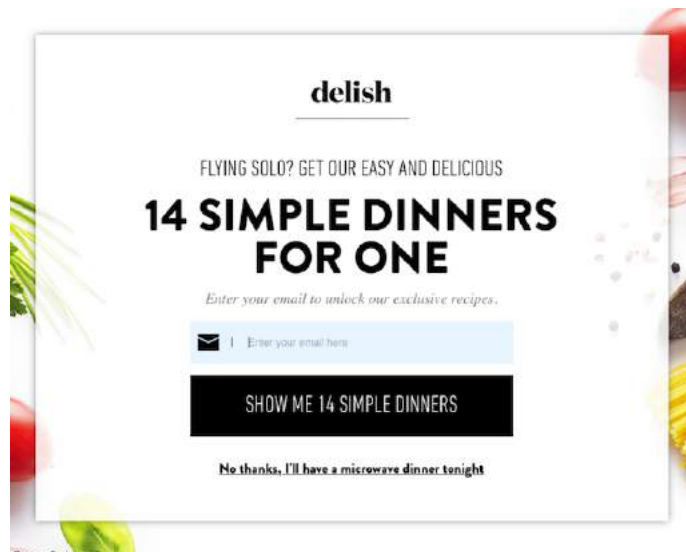 delish
FLYING SOLO? GET OUR EASY AND DELICIOUS
14 SIMPLE DINNERS
FOR ONE
Enter your email to unlock our exclusive recipes.
Enter your email here
SHOW ME 14 SIMPLE DINNERS
No thanks, I'll have a microwave dinner tonight